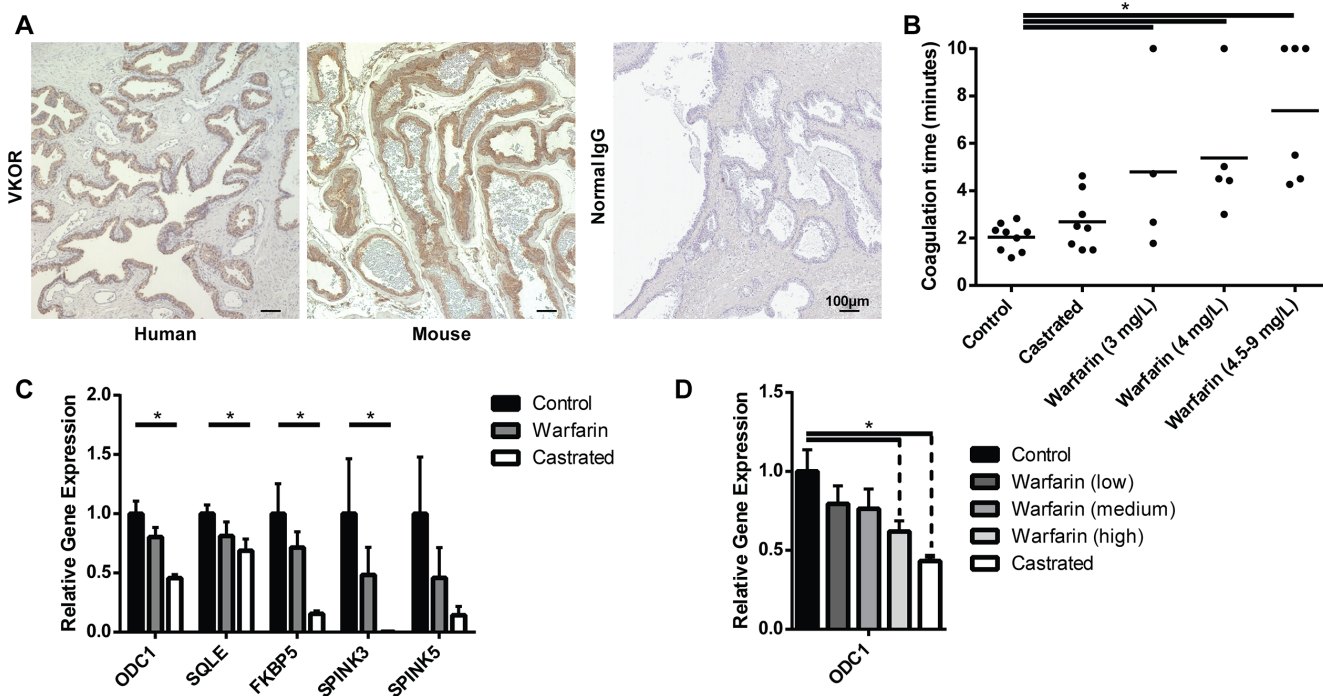 A
VKOR
Human
Mouse
Normal IgG
100µm
B
*
Coagulation time (minutes)
10
8
6
4
2
0
Control
Castrated
Warfarin (3 mg/L)
Warfarin (4 mg/L)
Warfarin (4.5-9 mg/L)
C
Relative Gene Expression
2.0
1.5
1.0
0.5
0.0
* * * *
ODC1
SQLE
FKBP5
SPINK3
SPINK5
Control
Warfarin
Castrated
D
Relative Gene Expression
1.5
1.0
0.5
0.0
*
ODC1
Control
Warfarin (low)
Warfarin (medium)
Warfarin (high)
Castrated